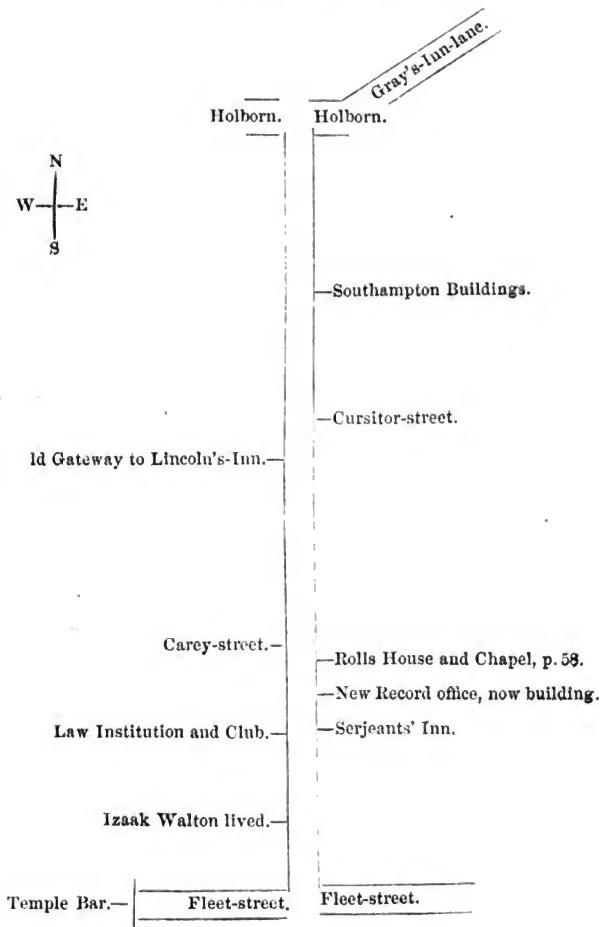 Gray's-Inn-lane.
Holborn. Holborn.
N
W E
S
Southampton Buildings.
Cursitor-street.
ld Gateway to Lincoln's-Inn.
Carey-street.
Rolls House and Chapel, p. 58.
New Record office, now building.
Law Institution and Club.
Serjeants' Inn.
Izaak Walton lived.
Temple Bar. Fleet-street. Fleet-street.